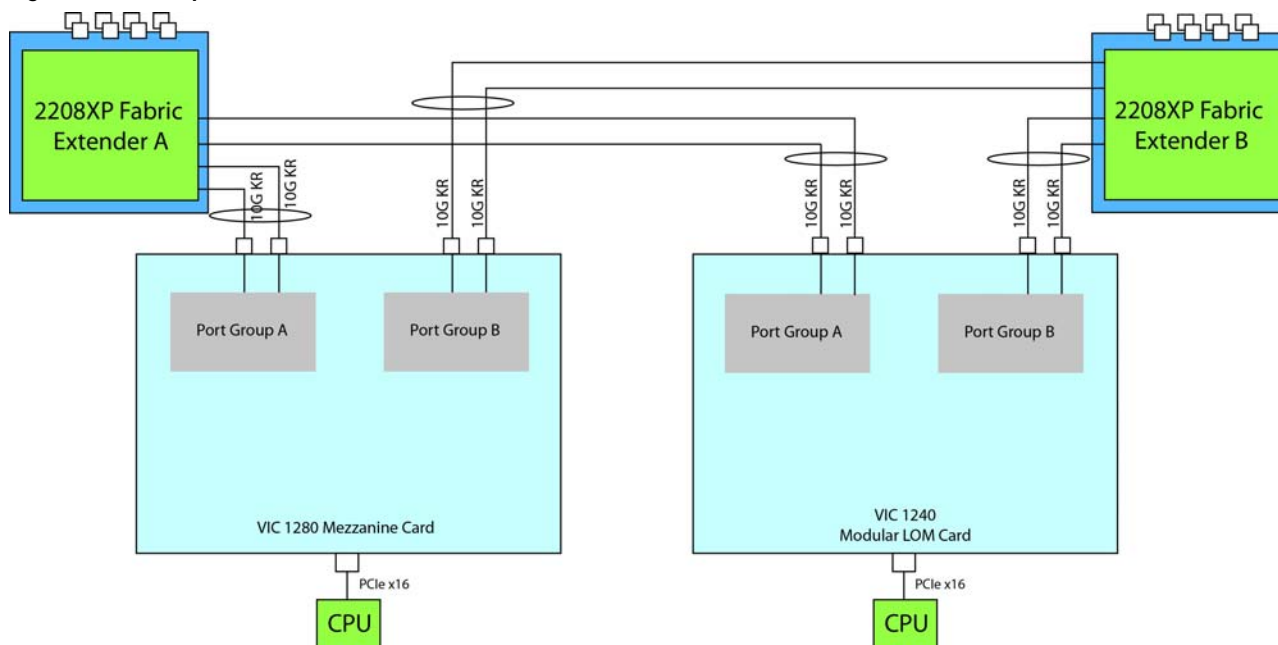 2208XP Fabric
Extender A
2208XP Fabric
Extender B
10G KR
10G KR
10G KR
10G KR
10G KR
10G KR
10G KR
10G KR
Port Group A
Port Group B
Port Group A
Port Group B
VIC 1280 Mezzanine Card
VIC 1240
Modular LOM Card
PCIe x16
PCIe x16
CPU
CPU